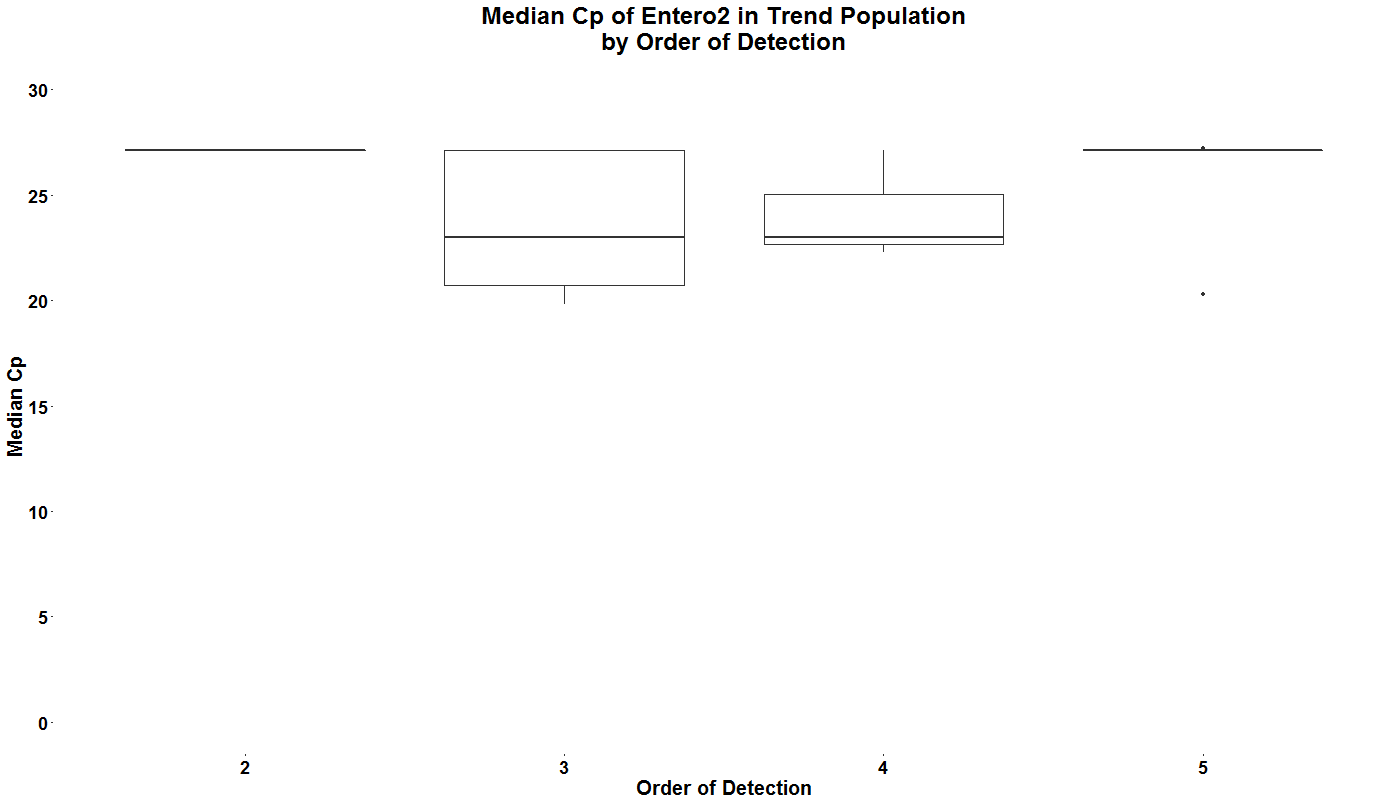 Median Cp of Entero2 in Trend Population
by Order of Detection
30
25
20
15
10
5
0
Median Cp
2 3 4 5
Order of Detection